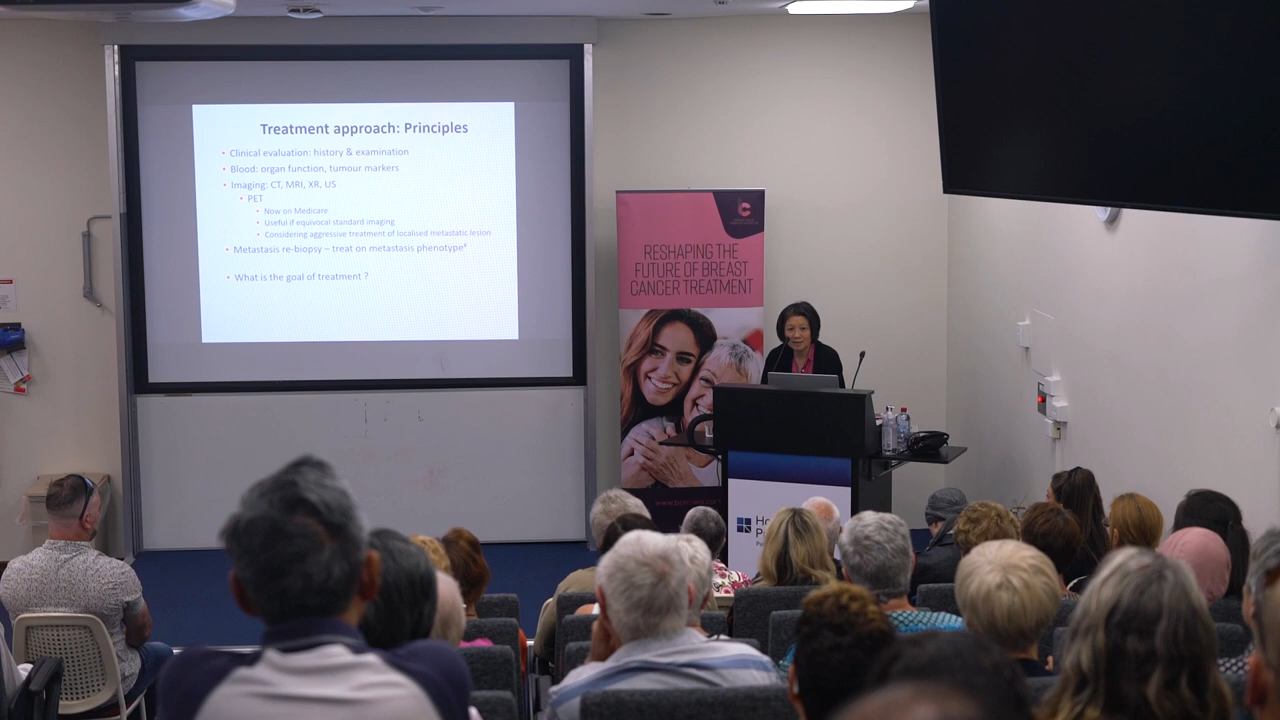 Treatment approach: Principles
• Clinical evaluation: history & examination
• Blood: organ function, tumour markers
• Imaging: CT, MRI, XR, US
• PET
• Now on Medicare
• Useful if equivocal standard imaging
• Considering aggressive treatment of localised metastatic lesion
• Metastasis re-biopsy – treat on metastasis phenotype
• What is the goal of treatment ?
RESHAPING THE
FUTURE OF BREAST
CANCER TREATMENT